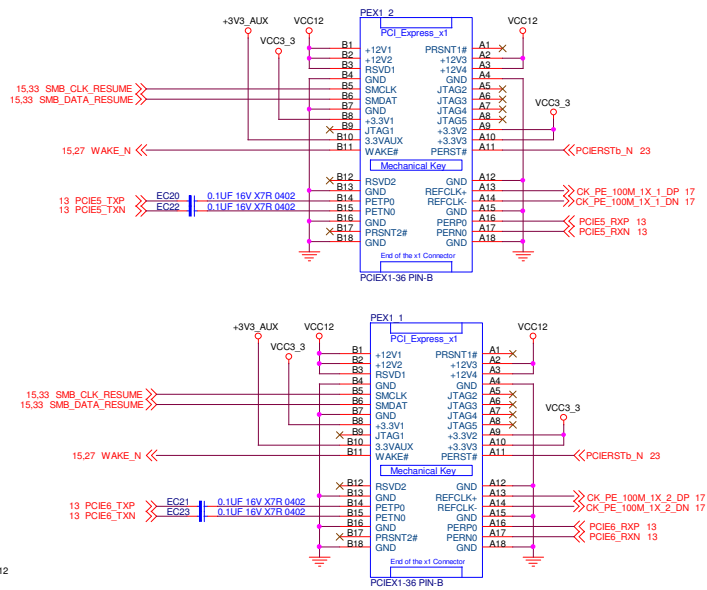 PEX1_2
+3V3_AUX VCC12 VCC12
PCI_Express_x1
VCC3_3
B1 +12V1 PRSNT1# A1
B2 +12V2 +12V3 A2
B3 RSVD1 +12V4 A3
B4 GND GND A4
15,33 SMB_CLK_RESUME B5 SMCLK JTAG2 A5
15,33 SMB_DATA_RESUME B6 SMDAT JTAG3 A6
B7 GND JTAG4 A7
VCC3_3
B8 +3.3V1 JTAG5 A8
B9 JTAG1 +3.3V2 A9
B10 3.3VAUX +3.3V3 A10
15,27 WAKE_N B11 WAKE# PERST# A11 PCIERSTb_N 23
Mechanical Key
B12 RSVD2 GND A12
B13 GND REFCLK+ A13 CK_PE_100M_1X_1_DP 17
13 PCIE5_TXP EC20 0.1UF 16V X7R 0402 B14 PETP0 REFCLK- A14 CK_PE_100M_1X_1_DN 17
13 PCIE5_TXN EC22 0.1UF 16V X7R 0402 B15 PETN0 GND A15
B16 GND PERP0 A16 PCIE5_RXP 13
B17 PRSNT2# PERN0 A17 PCIE5_RXN 13
B18 GND GND A18
End of the x1 Connector
PCIEX1-36 PIN-B
PEX1_1
+3V3_AUX VCC12 VCC12
PCI_Express_x1
VCC3_3
B1 +12V1 PRSNT1# A1
B2 +12V2 +12V3 A2
B3 RSVD1 +12V4 A3
B4 GND GND A4
15,33 SMB_CLK_RESUME B5 SMCLK JTAG2 A5
15,33 SMB_DATA_RESUME B6 SMDAT JTAG3 A6
B7 GND JTAG4 A7
VCC3_3
B8 +3.3V1 JTAG5 A8
B9 JTAG1 +3.3V2 A9
B10 3.3VAUX +3.3V3 A10
15,27 WAKE_N B11 WAKE# PERST# A11 PCIERSTb_N 23
Mechanical Key
B12 RSVD2 GND A12
B13 GND REFCLK+ A13 CK_PE_100M_1X_2_DP 17
13 PCIE6_TXP EC21 0.1UF 16V X7R 0402 B14 PETP0 REFCLK- A14 CK_PE_100M_1X_2_DN 17
13 PCIE6_TXN EC23 0.1UF 16V X7R 0402 B15 PETN0 GND A15
B16 GND PERP0 A16 PCIE6_RXP 13
B17 PRSNT2# PERN0 A17 PCIE6_RXN 13
B18 GND GND A18
End of the x1 Connector
12
PCIEX1-36 PIN-B